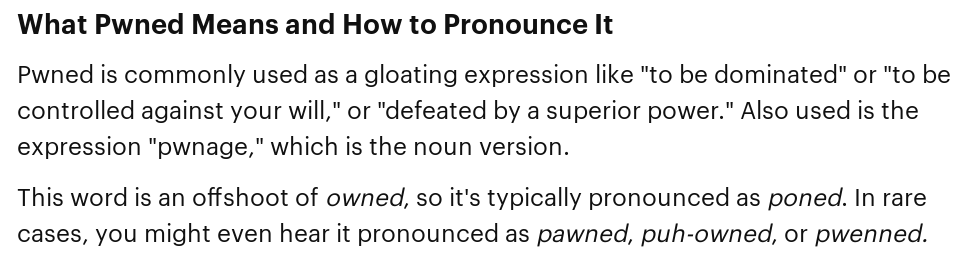 What Pwned Means and How to Pronounce It
Pwned is commonly used as a gloating expression like "to be dominated" or "to be
controlled against your will," or "defeated by a superior power." Also used is the
expression "pwnage," which is the noun version.
This word is an offshoot of owned, so it's typically pronounced as poned. In rare
cases, you might even hear it pronounced as pawned, puh-owned, or pwenned.